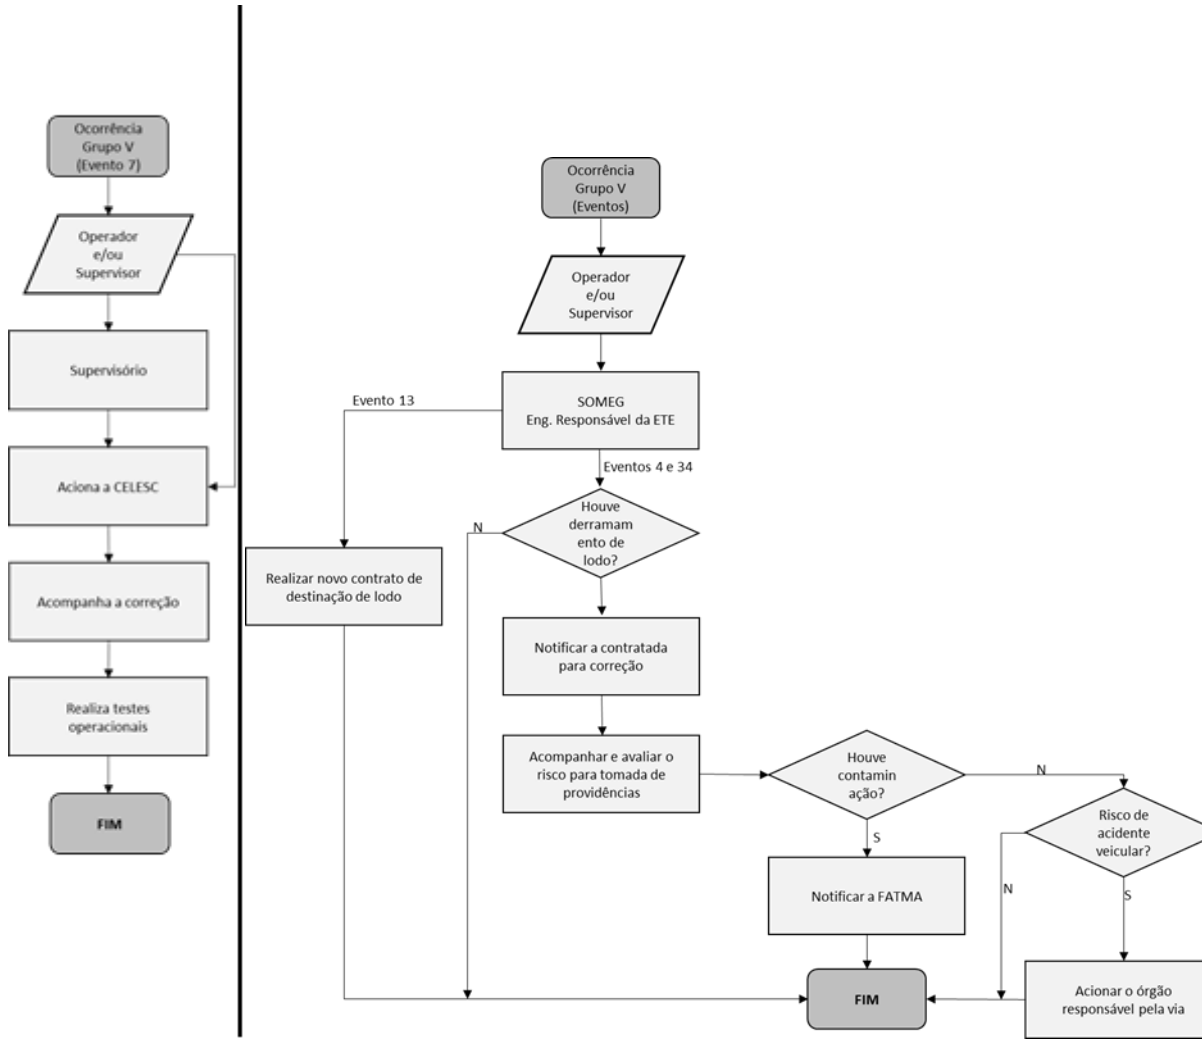 Ocorrência
Grupo V
(Evento 7)
Operador
e/ou
Supervisor
Supervisório
Aciona a CELESC
Acompanha a correção
Realiza testes
operacionais
FIM
Ocorrência
Grupo V
(Eventos)
Operador
e/ou
Supervisor
SOMEG
Eng. Responsável da ETE
Evento 13
Eventos 4 e 34
Houve
derramam
ento de
lodo?
N
Realizar novo contrato de
destinação de lodo
Notificar a contratada
para correção
Acompanhar e avaliar o
risco para tomada de
providências
Houve
contamin
ação?
N
S
Risco de
acidente
veicular?
N
S
Notificar a FATMA
Acionar o órgão
responsável pela via
FIM